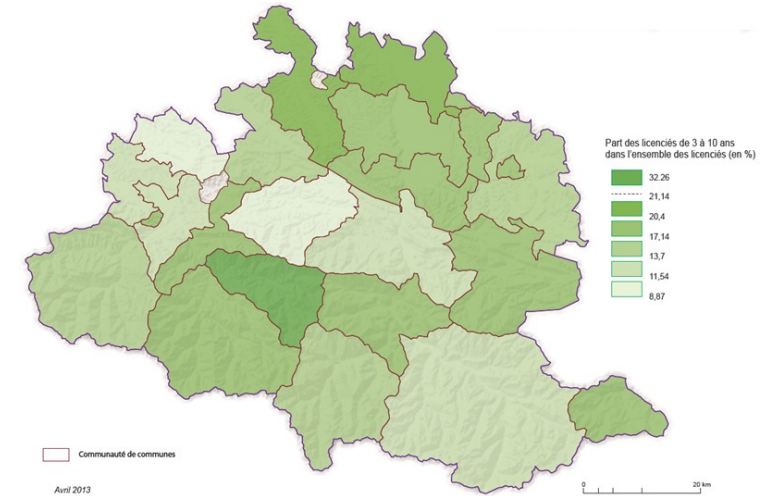 Part des licenciés de 3 à 10 ans
dans l'ensemble des licenciés (en %)
32.26
21,14
20,4
17,14
13,7
11,54
8,87
Communauté de communes
Avril 2013
0 20 km